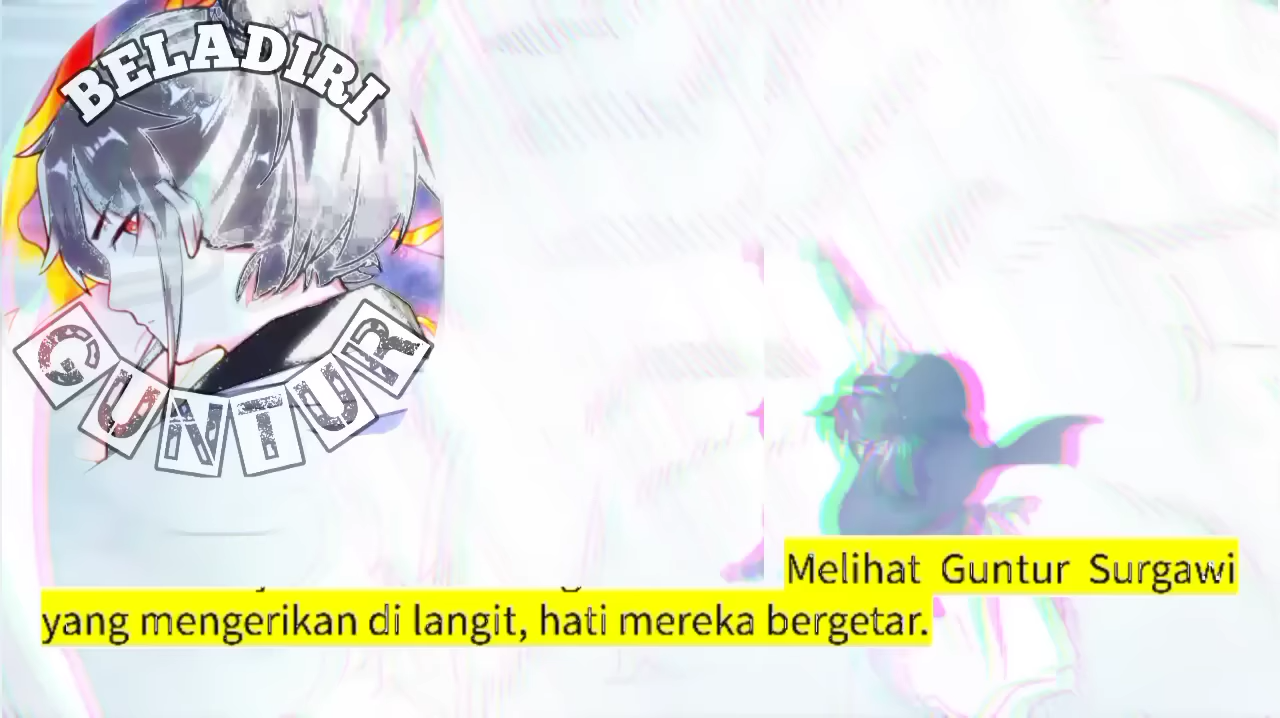 BELADIRI
GUNTUR
Melihat Guntur Surgawi
yang mengerikan di langit, hati mereka bergetar.